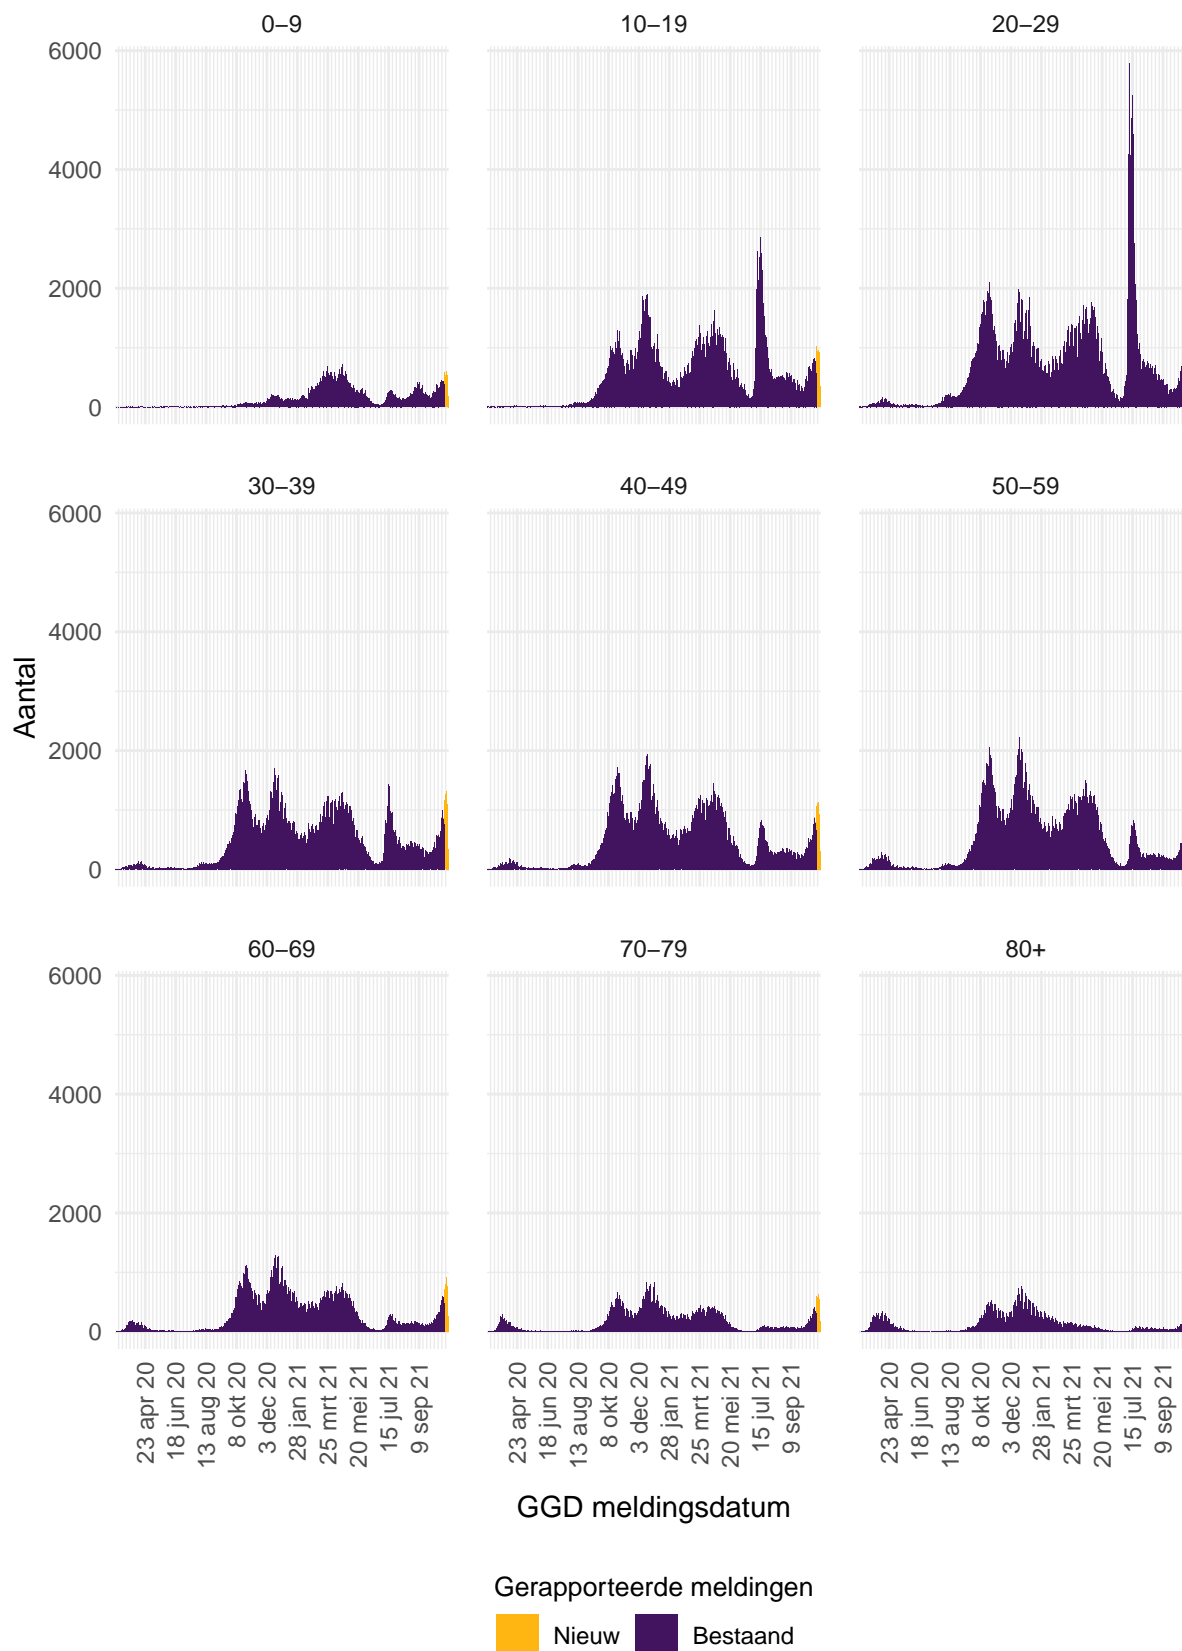 0−9 10−19 20−29
6000
4000
2000
0
30−39 40−49 50−59
6000
4000
2000
0
Aantal
60−69 70−79 80+
6000
4000
2000
0
23 apr 20 18 jun 20 13 aug 20 8 okt 20 3 dec 20 28 jan 21 25 mrt 21 20 mei 21 15 jul 21 9 sep 21 23 apr 20 18 jun 20 13 aug 20 8 okt 20 3 dec 20 28 jan 21 25 mrt 21 20 mei 21 15 jul 21 9 sep 21 23 apr 20 18 jun 20 13 aug 20 8 okt 20 3 dec 20 28 jan 21 25 mrt 21 20 mei 21 15 jul 21 9 sep 21
GGD meldingsdatum
Gerapporteerde meldingen
Nieuw Bestaand